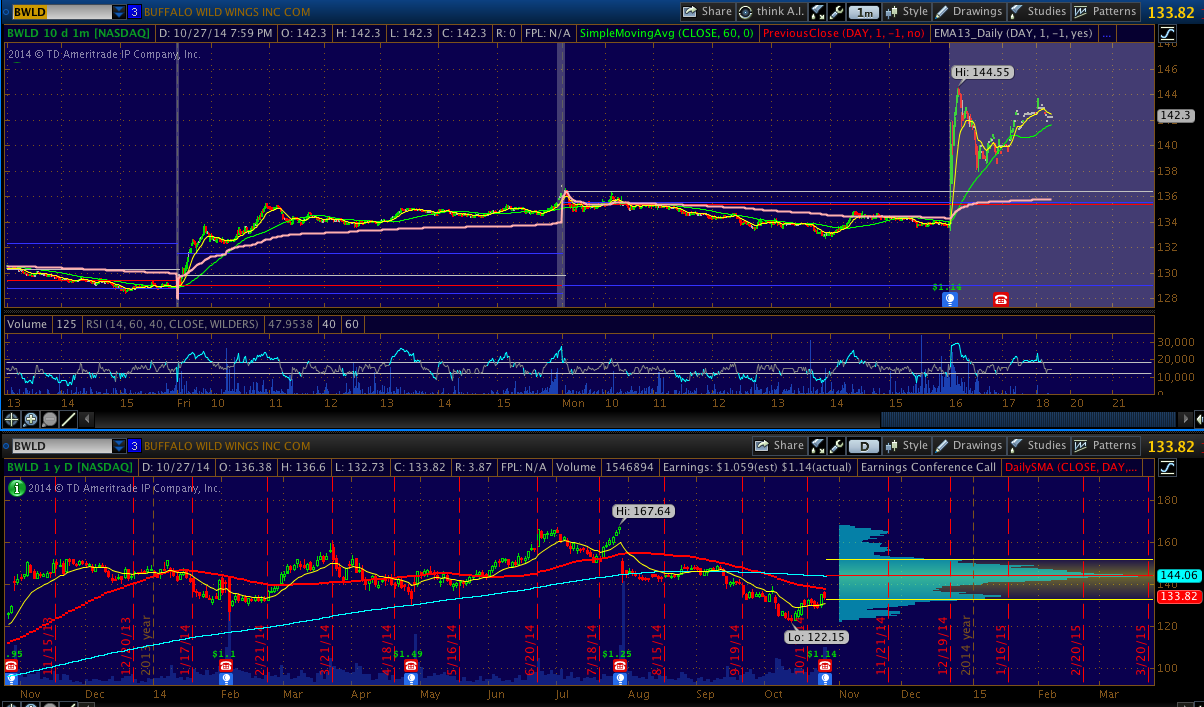 BWLD 3 BUFFALO WILD WINGS INC COM Share think A.I. 1m Style Drawings Studies Patterns 133.82
BWLD 10 d 1m [NASDAQ] D: 10/27/14 7:59 PM O: 142.3 H: 142.3 L: 142.3 C: 142.3 R: 0 FPL: N/A SimpleMovingAvg (CLOSE, 60, 0) PreviousClose (DAY, 1, -1, no) EMA13_Daily (DAY, 1, -1, yes) ...
2014 © TD Ameritrade IP Company, Inc.
146
Hi: 144.55
144
142.3
140
138
136
134
132
130
$1.14
128
Volume 125 RSI (14, 60, 40, CLOSE, WILDERS) 47.9538 40 60
30,000
20,000
10,000
13 14 15 Fri 10 11 12 13 14 15 Mon 10 11 12 13 14 15 16 17 18 20 21
BWLD 3 BUFFALO WILD WINGS INC COM Share D Style Drawings Studies Patterns 133.82
BWLD 1 y D [NASDAQ] D: 10/27/14 O: 136.38 H: 136.6 L: 132.73 C: 133.82 R: 3.87 FPL: N/A Volume 1546894 Earnings: $1.059(est) $1.14(actual) Earnings Conference Call DailySMA (CLOSE, DAY,...
2014 © TD Ameritrade IP Company, Inc.
180
Hi: 167.64
160
144.06
133.82
120
Lo: 122.15
100
11/15/13 2013 year 1/17/14 2/21/14 3/21/14 5/16/14 6/20/14 7/18/14 8/15/14 9/19/14 11/21/14 12/19/14 2014 year 1/16/15 2/20/15 3/20/15
.95 $1.1 $1.49 $1.25 $1.14
Nov Dec 14 Feb Mar Apr May Jun Jul Aug Sep Oct Nov Dec 15 Feb Mar